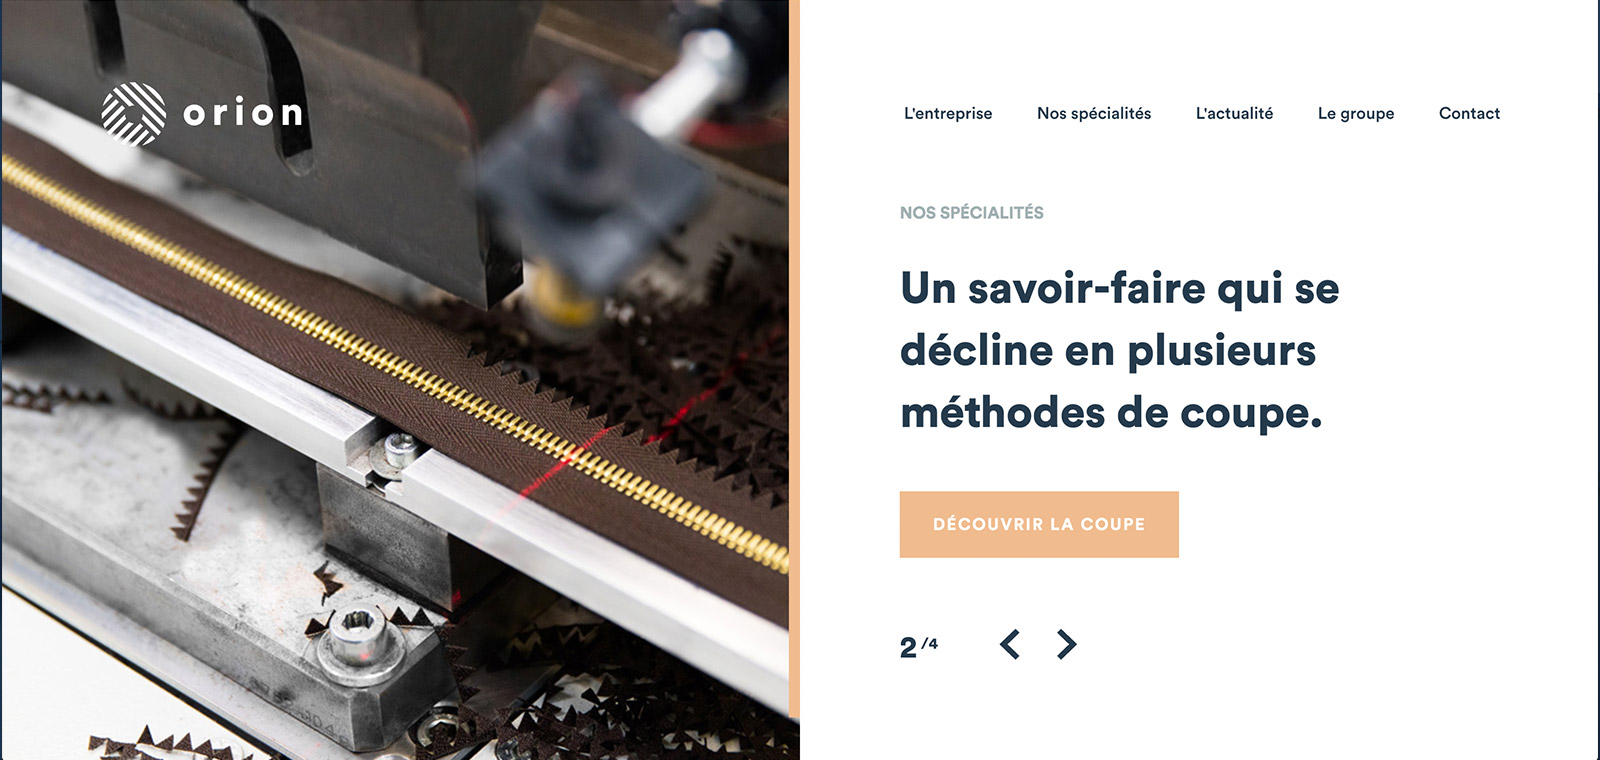 orion
L'entreprise Nos spécialités L'actualité Le groupe Contact
NOS SPÉCIALITÉS
Un savoir-faire qui se
décline en plusieurs
méthodes de coupe.
DÉCOUVRIR LA COUPE
2 /4